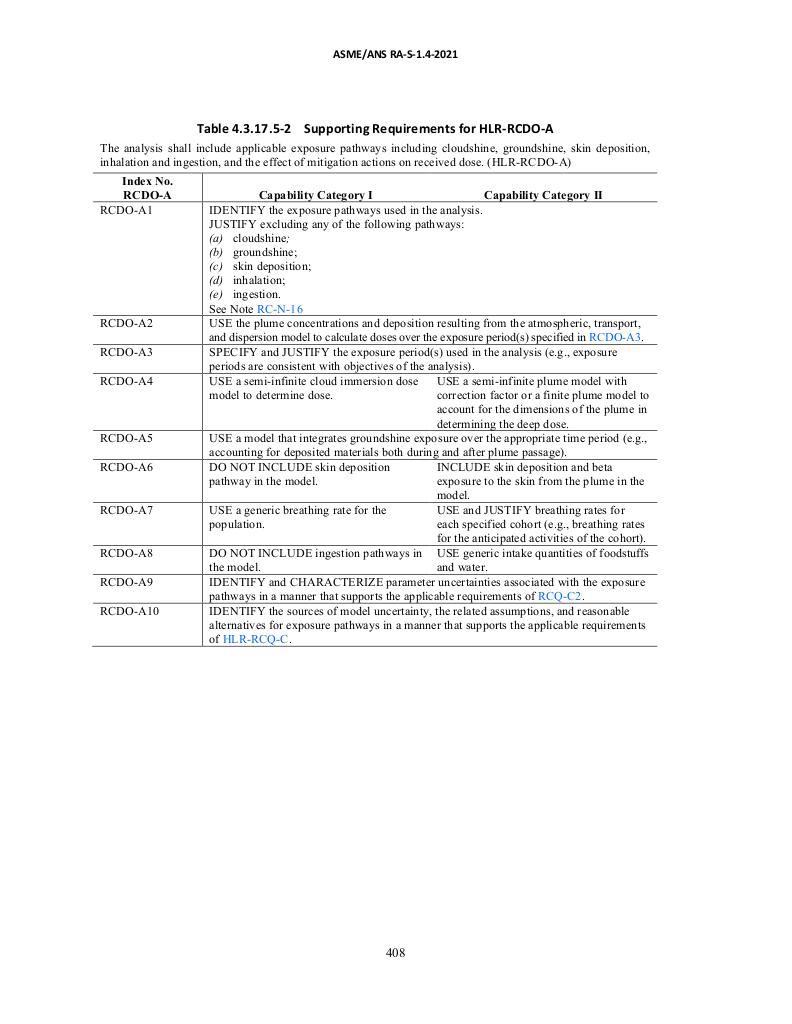 ASME/ANS RA-S-1.4-2021
Table 4.3.17.5-2 Supporting Requirements for HLR-RCDO-A
The analysis shall include applicable exposure pathways including cloudshine, groundshine, skin deposition,
inhalation and ingestion, and the effect of mitigation actions on received dose. (HLR-RCDO-A)
Index No.
RCDO-A Capability Category I Capability Category II
RCDO-A1 IDENTIFY the exposure pathways used in the analysis.
JUSTIFY excluding any of the following pathways:
(a) cloudshine;
(b) groundshine;
(c) skin deposition;
(d) inhalation;
(e) ingestion.
See Note RC-N-16
RCDO-A2 USE the plume concentrations and deposition resulting from the atmospheric, transport,
and dispersion model to calculate doses over the exposure period(s) specified in RCDO-A3.
RCDO-A3 SPECIFY and JUSTIFY the exposure period(s) used in the analysis (e.g., exposure
periods are consistent with objectives of the analysis).
RCDO-A4 USE a semi-infinite cloud immersion dose USE a semi-infinite plume model with
model to determine dose. correction factor or a finite plume model to
account for the dimensions of the plume in
determining the deep dose.
RCDO-A5 USE a model that integrates groundshine exposure over the appropriate time period (e.g.,
accounting for deposited materials both during and after plume passage).
RCDO-A6 DO NOT INCLUDE skin deposition INCLUDE skin deposition and beta
pathway in the model. exposure to the skin from the plume in the
model.
RCDO-A7 USE a generic breathing rate for the USE and JUSTIFY breathing rates for
population. each specified cohort (e.g., breathing rates
for the anticipated activities of the cohort).
RCDO-A8 DO NOT INCLUDE ingestion pathways in USE generic intake quantities of foodstuffs
the model. and water.
RCDO-A9 IDENTIFY and CHARACTERIZE parameter uncertainties associated with the exposure
pathways in a manner that supports the applicable requirements of RCQ-C2.
RCDO-A10 IDENTIFY the sources of model uncertainty, the related assumptions, and reasonable
alternatives for exposure pathways in a manner that supports the applicable requirements
of HLR-RCQ-C.
408